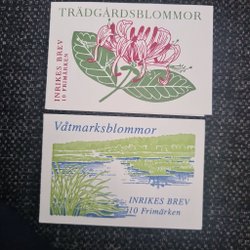 TRÄDGÅRDSBLOMMOR
INRIKES BREV
10 FRIMÄRKEN
Våtmarksblommor
INRIKES BREV
10 Frimärken